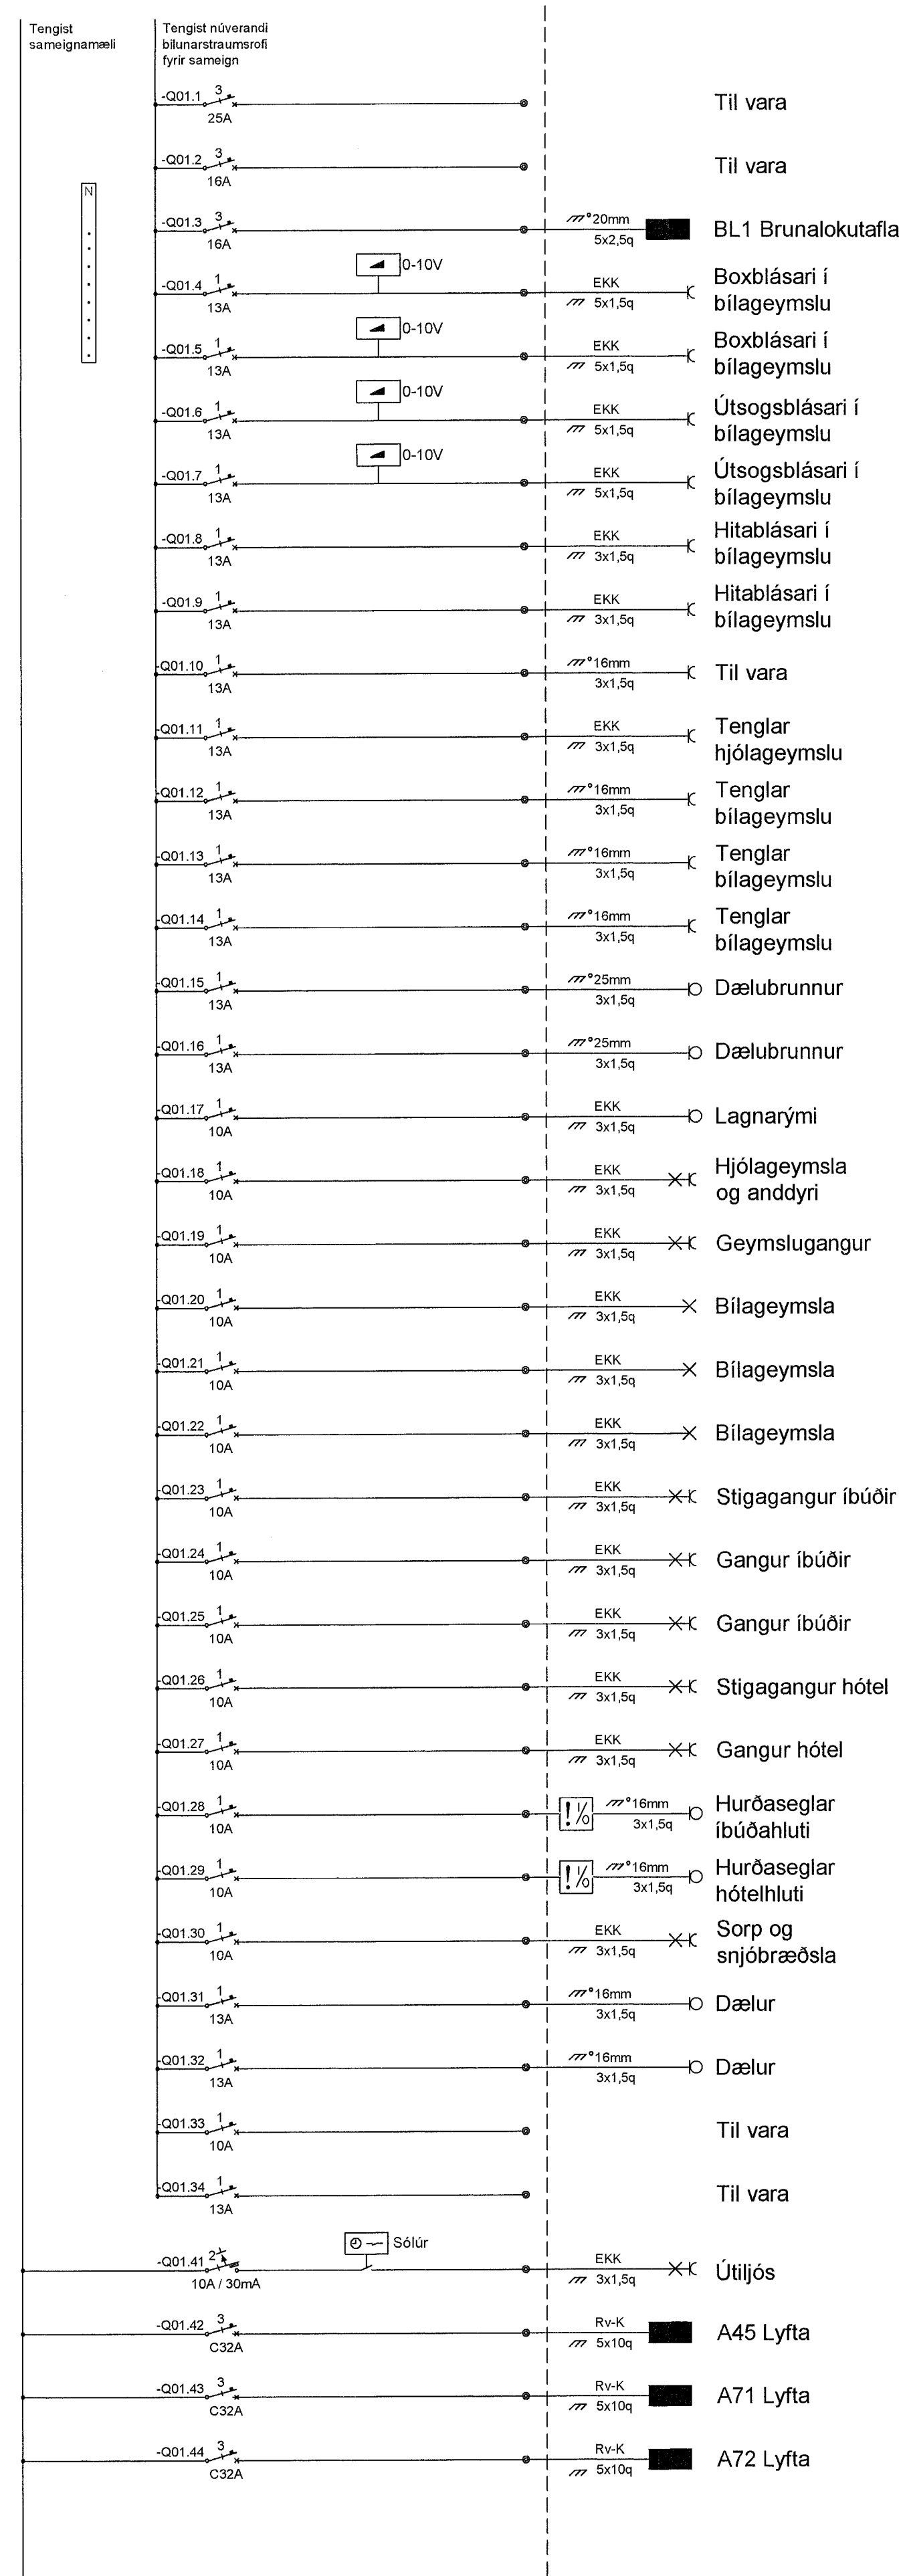 Tengist
sameignamæli
Tengist núverandi
bilunarstraumsrofi
fyrir sameign
N
-Q01.1
3
25A
Til vara
-Q01.2
3
16A
Til vara
-Q01.3
3
16A
20mm
5x2,5q
BL1 Brunalokutafla
-Q01.4
1
13A
0-10V
EKK
5x1,5q
Boxblásari í
bílageymslu
-Q01.5
1
13A
0-10V
EKK
5x1,5q
Boxblásari í
bílageymslu
-Q01.6
1
13A
0-10V
EKK
5x1,5q
Útsogsblásari í
bílageymslu
-Q01.7
1
13A
0-10V
EKK
5x1,5q
Útsogsblásari í
bílageymslu
-Q01.8
1
13A
EKK
3x1,5q
Hitablásari í
bílageymslu
-Q01.9
1
13A
EKK
3x1,5q
Hitablásari í
bílageymslu
-Q01.10
1
13A
16mm
3x1,5q
Til vara
-Q01.11
1
13A
EKK
3x1,5q
Tenglar
hjólageymslu
-Q01.12
1
13A
16mm
3x1,5q
Tenglar
bílageymslu
-Q01.13
1
13A
16mm
3x1,5q
Tenglar
bílageymslu
-Q01.14
1
13A
16mm
3x1,5q
Tenglar
bílageymslu
-Q01.15
1
13A
25mm
3x1,5q
Dælubrunnur
-Q01.16
1
13A
25mm
3x1,5q
Dælubrunnur
-Q01.17
1
10A
EKK
3x1,5q
Lagnarými
-Q01.18
1
10A
EKK
3x1,5q
Hjólageymsla
og anddyri
-Q01.19
1
10A
EKK
3x1,5q
Geymslugangur
-Q01.20
1
10A
EKK
3x1,5q
Bílageymsla
-Q01.21
1
10A
EKK
3x1,5q
Bílageymsla
-Q01.22
1
10A
EKK
3x1,5q
Bílageymsla
-Q01.23
1
10A
EKK
3x1,5q
Stigagangur íbúðir
-Q01.24
1
10A
EKK
3x1,5q
Gangur íbúðir
-Q01.25
1
10A
EKK
3x1,5q
Gangur íbúðir
-Q01.26
1
10A
EKK
3x1,5q
Stigagangur hótel
-Q01.27
1
10A
EKK
3x1,5q
Gangur hótel
-Q01.28
1
10A
! 1/0
16mm
3x1,5q
Hurðaseglar
íbúðahluti
-Q01.29
1
10A
! 1/0
16mm
3x1,5q
Hurðaseglar
hótelhluti
-Q01.30
1
10A
EKK
3x1,5q
Sorp og
snjóbræðsla
-Q01.31
1
13A
16mm
3x1,5q
Dælur
-Q01.32
1
13A
16mm
3x1,5q
Dælur
-Q01.33
1
10A
Til vara
-Q01.34
1
13A
Til vara
-Q01.41
2
10A / 30mA
Sólúr
EKK
3x1,5q
Útiljós
-Q01.42
3
C32A
Rv-K
5x10q
A45 Lyfta
-Q01.43
3
C32A
Rv-K
5x10q
A71 Lyfta
-Q01.44
3
C32A
Rv-K
5x10q
A72 Lyfta